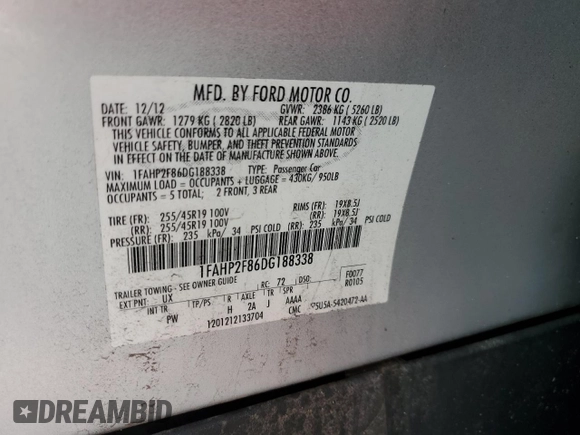 MFD. BY FORD MOTOR CO.
DATE: 12/12 GVWR: 2386 KG ( 5260 LB)
FRONT GAWR: 1279 KG ( 2820 LB) REAR GAWR: 1143 KG ( 2520 LB)
THIS VEHICLE CONFORMS TO ALL APPLICABLE FEDERAL MOTOR
VEHICLE SAFETY, BUMPER, AND THEFT PREVENTION STANDARDS
IN EFFECT ON THE DATE OF MANUFACTURE SHOWN ABOVE.
VIN: 1FAHP2F86DG188338 TYPE: Passenger Car
MAXIMUM LOAD = OCCUPANTS + LUGGAGE = 430KG/ 950LB
OCCUPANTS = 5 TOTAL; 2 FRONT, 3 REAR
TIRE (FR): 255/45R19 100V RIMS (FR): 19X8.5J
TIRE (RR): 255/45R19 100V RIMS (RR): 19X8.5J
PRESSURE (FR): 235 kPa/ 34 PSI COLD (RR): 235 kPa/ 34 PSI COLD
1FAHP2F86DG188338
TRAILER TOWING - SEE OWNER GUIDE RC: 72 DSO: F0077
EXT PNT: UX R0105
INT TR TP/PS R AXLE TR SPR
PW H 2A J AAAA
1201212133704 CMC 5U5A-5420472-AA
DREAMBID